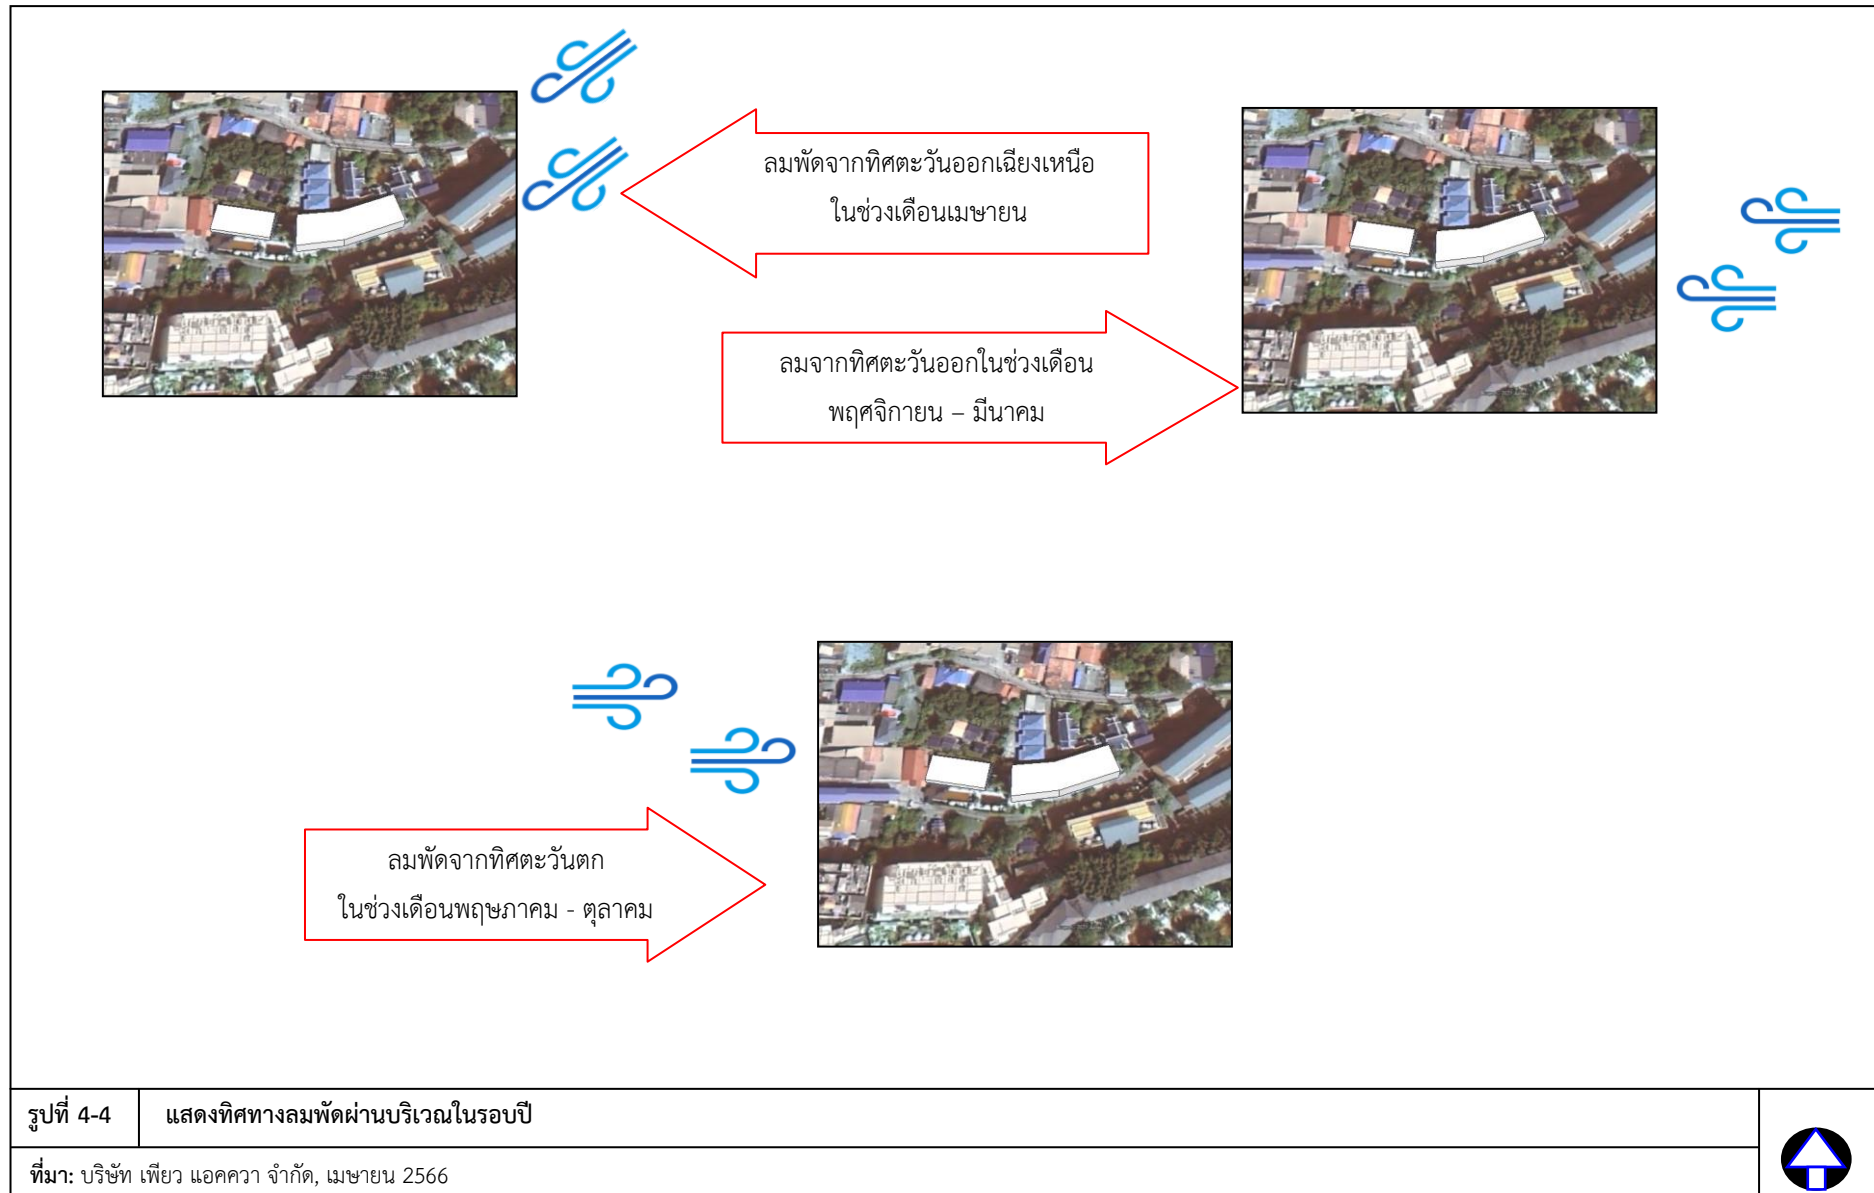 ลมพัดจากทิศตะวันออกเฉียงเหนือ
ในช่วงเดือนเมษายน
ลมจากทิศตะวันออกในช่วงเดือน
พฤศจิกายน – มีนาคม
ลมพัดจากทิศตะวันตก
ในช่วงเดือนพฤษภาคม - ตุลาคม
รูปที่ 4-4 แสดงทิศทางลมพัดผ่านบริเวณในรอบปี
ที่มา: บริษัท เพียว แอคควา จำกัด, เมษายน 2566